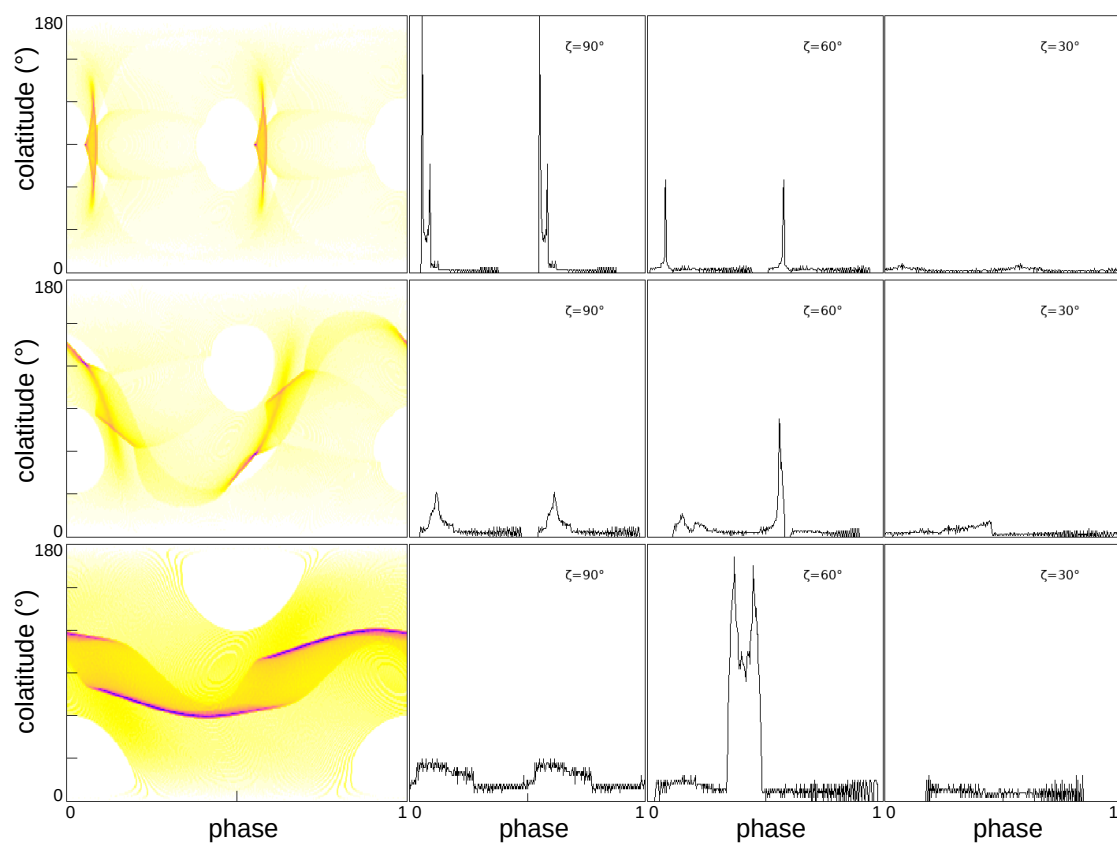 180
colatitude (°)
0
ζ=90°
ζ=60°
ζ=30°
180
colatitude (°)
0
ζ=90°
ζ=60°
ζ=30°
180
colatitude (°)
0
ζ=90°
ζ=60°
ζ=30°
0 1 0 1 0 1 0 1
phase phase phase phase